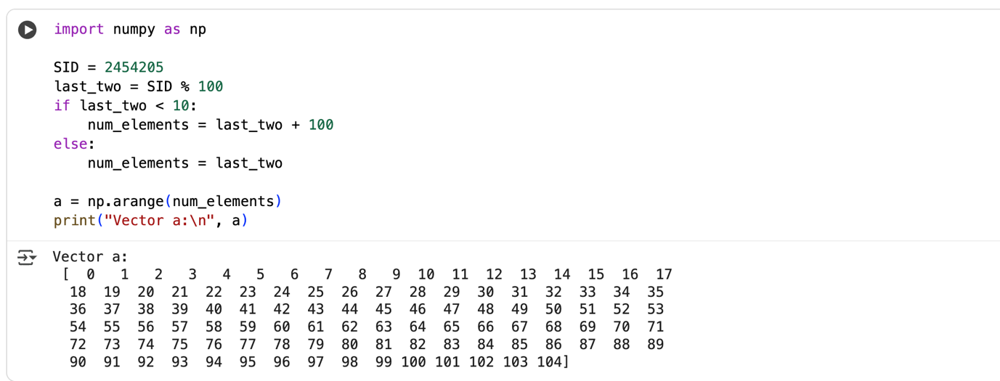 import numpy as np
SID = 2454205
last_two = SID % 100
if last_two < 10:
    num_elements = last_two + 100
else:
    num_elements = last_two
a = np.arange(num_elements)
print("Vector a:\n", a)
Vector a:
 [  0   1   2   3   4   5   6   7   8   9  10  11  12  13  14  15  16  17
  18  19  20  21  22  23  24  25  26  27  28  29  30  31  32  33  34  35
  36  37  38  39  40  41  42  43  44  45  46  47  48  49  50  51  52  53
  54  55  56  57  58  59  60  61  62  63  64  65  66  67  68  69  70  71
  72  73  74  75  76  77  78  79  80  81  82  83  84  85  86  87  88  89
  90  91  92  93  94  95  96  97  98  99 100 101 102 103 104]